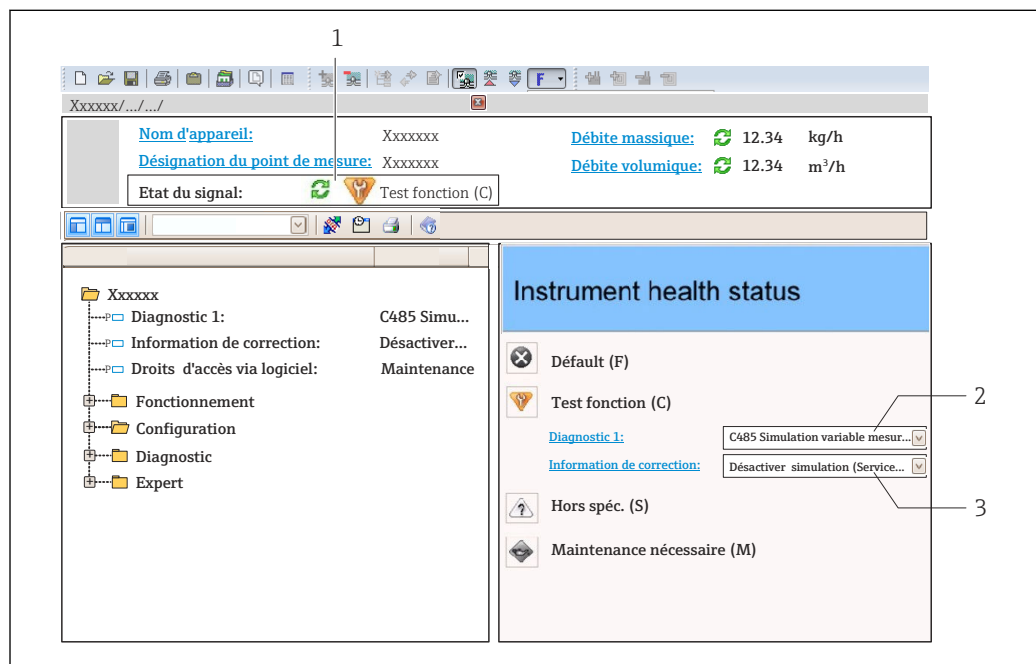 1
F
Xxxxxx/.../.../
Nom d'appareil: Xxxxxxx Débite massique: 12.34 kg/h
Désignation du point de mesure: Xxxxxxx Débite volumique: 12.34 m³/h
Etat du signal: Test fonction (C)
Xxxxxx
P Diagnostic 1: C485 Simu...
P Information de correction: Désactiver...
P Droits d'accès via logiciel: Maintenance
Fonctionnement
Configuration
Diagnostic
Expert
Instrument health status
Défault (F)
Test fonction (C)
2
Diagnostic 1: C485 Simulation variable mesur...
Information de correction: Désactiver simulation (Service...
Hors spéc. (S)
3
Maintenance nécessaire (M)